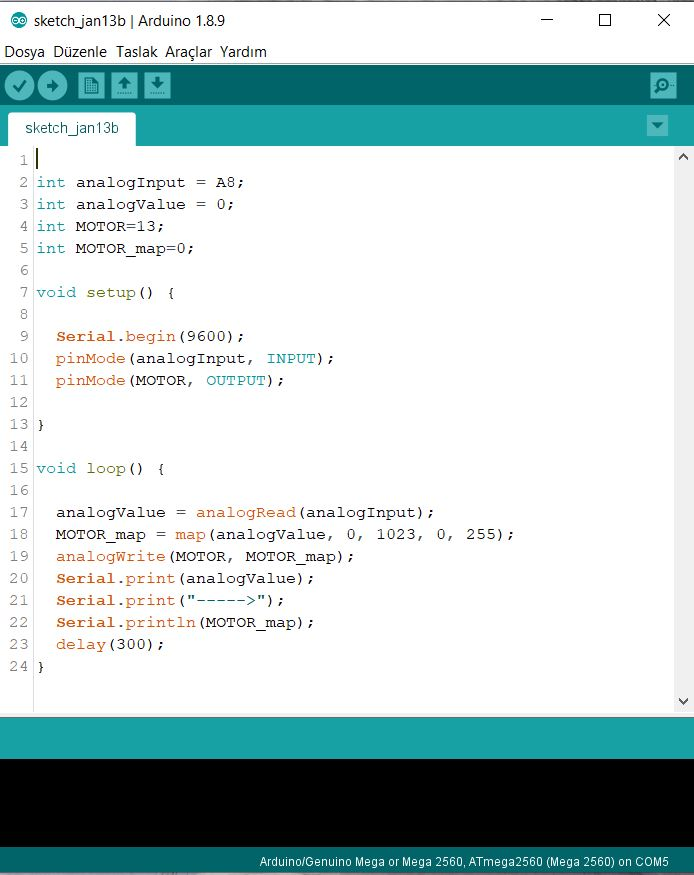 sketch_jan13b | Arduino 1.8.9
Dosya Düzenle Taslak Araçlar Yardım
sketch_jan13b
1
2 int analogInput = A8;
3 int analogValue = 0;
4 int MOTOR=13;
5 int MOTOR_map=0;
6
7 void setup() {
8
9 Serial.begin(9600);
10 pinMode(analogInput, INPUT);
11 pinMode(MOTOR, OUTPUT);
12
13 }
14
15 void loop() {
16
17 analogValue = analogRead(analogInput);
18 MOTOR_map = map(analogValue, 0, 1023, 0, 255);
19 analogWrite(MOTOR, MOTOR_map);
20 Serial.print(analogValue);
21 Serial.print("----->");
22 Serial.println(MOTOR_map);
23 delay(300);
24 }
Arduino/Genuino Mega or Mega 2560, ATmega2560 (Mega 2560) on COM5